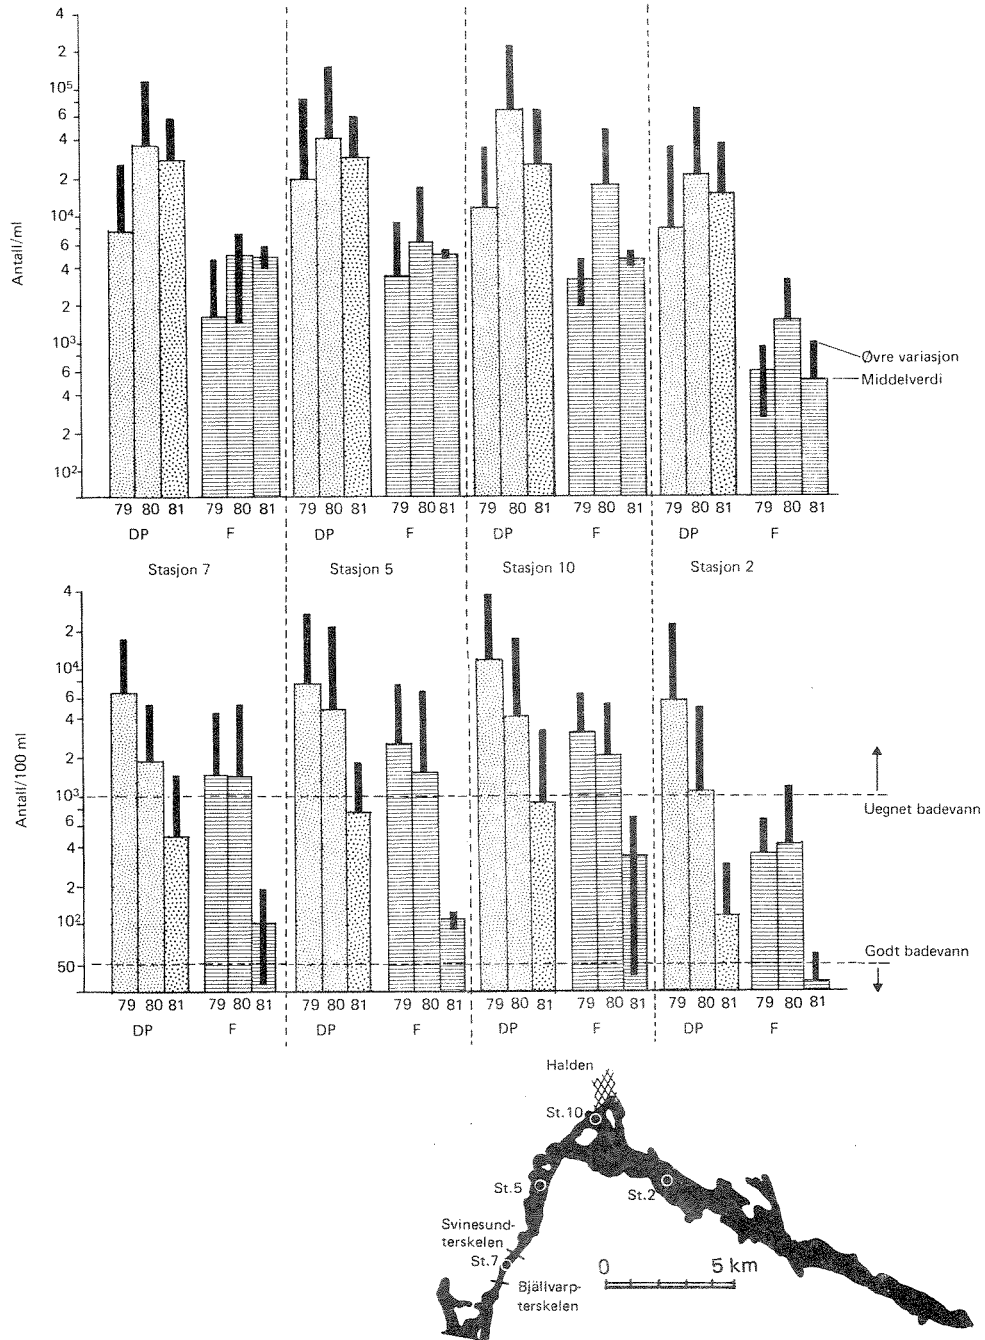 4
2
10⁵
6
4
2
10⁴
6
4
2
10³
6
4
2
10²
Antall/ml
Øvre variasjon
Middelverdi
79 80 81 79 80 81 79 80 81 79 80 81 79 80 81 79 80 81 79 80 81 79 80 81
DP F DP F DP F DP F
Stasjon 7 Stasjon 5 Stasjon 10 Stasjon 2
4
2
10⁴
6
4
2
10³
6
4
2
10²
50
Antall/100 ml
Uegnet badevann
Godt badevann
79 80 81 79 80 81 79 80 81 79 80 81 79 80 81 79 80 81 79 80 81 79 80 81
DP F DP F DP F DP F
Halden
St.10
St.5
St.2
Svinesund-
terskelen
St.7
0 5 km
Bjällvarp-
terskelen